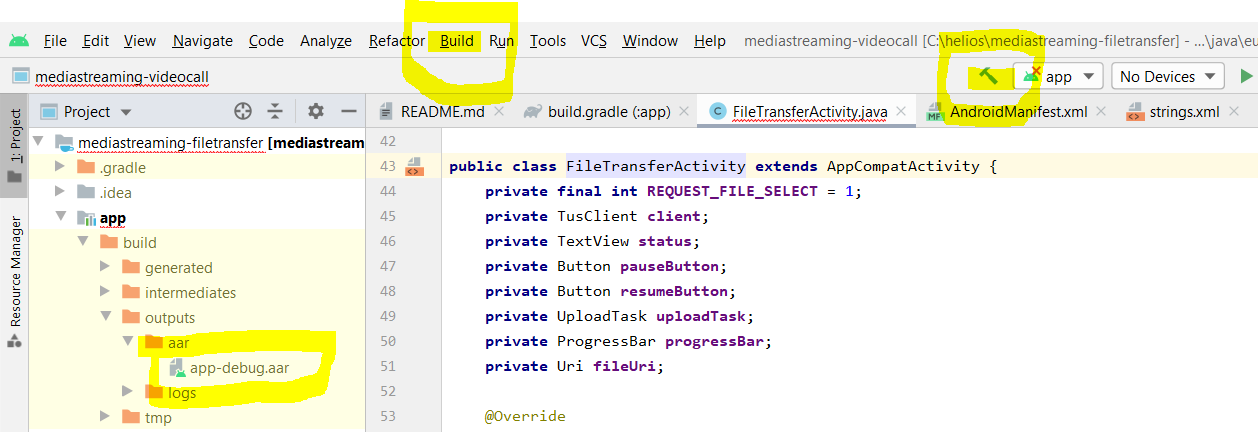 File Edit View Navigate Code Analyze Refactor Build Run Tools VCS Window Help mediastreaming-videocall [C:\helios\mediastreaming-filetransfer] - ...\java\eu
mediastreaming-videocall app No Devices
1: Project
Resource Manager
Project
mediastreaming-filetransfer [mediastream
.gradle
.idea
app
build
generated
intermediates
outputs
aar
app-debug.aar
logs
tmp
README.md build.gradle (:app) FileTransferActivity.java AndroidManifest.xml strings.xml
42
43 public class FileTransferActivity extends AppCompatActivity {
44 private final int REQUEST_FILE_SELECT = 1;
45 private TusClient client;
46 private TextView status;
47 private Button pauseButton;
48 private Button resumeButton;
49 private UploadTask uploadTask;
50 private ProgressBar progressBar;
51 private Uri fileUri;
52
53 @Override